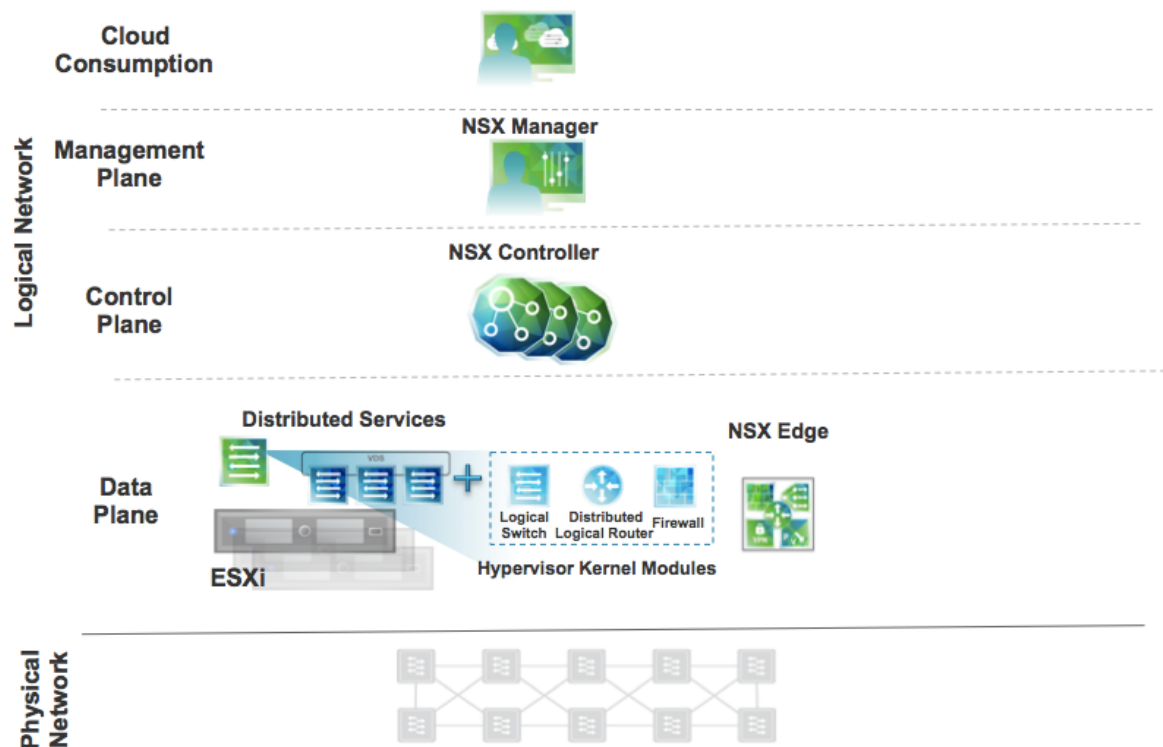 Cloud
Consumption
Logical Network
NSX Manager
Management
Plane
NSX Controller
Control
Plane
Distributed Services
NSX Edge
VDS
Data
Plane
Logical
Switch
Distributed
Logical Router
Firewall
VPN
Hypervisor Kernel Modules
ESXi
Physical
Network